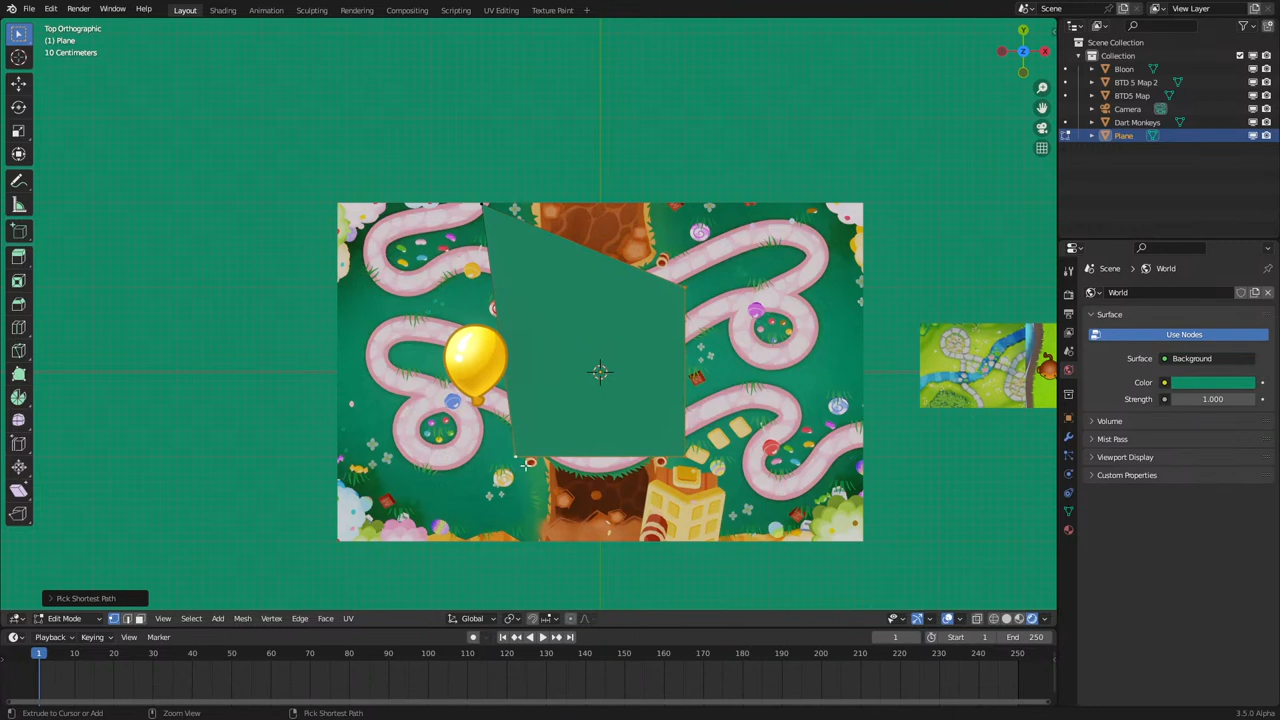 File Edit Render Window Help
Layout Shading Animation Sculpting Rendering Compositing Scripting UV Editing Texture Paint +
Scene
View Layer
Top Orthographic
(1) Plane
10 Centimeters
Y
X
Z
Scene Collection
Collection
Bloon
BTD 5 Map 2
BTD5 Map
Camera
Dart Monkeys
Plane
Scene > World
World
Surface
Use Nodes
Surface Background
Color
Strength 1.000
Volume
Mist Pass
Viewport Display
Custom Properties
Pick Shortest Path
Edit Mode View Select Add Mesh Vertex Edge Face UV
Global
Playback Keying View Marker
1 Start 1 End 250
1 10 20 30 40 50 60 70 80 90 100 110 120 130 140 150 160 170 180 190 200 210 220 230 240 250
Extrude to Cursor or Add Zoom View Pick Shortest Path 3.5.0 Alpha